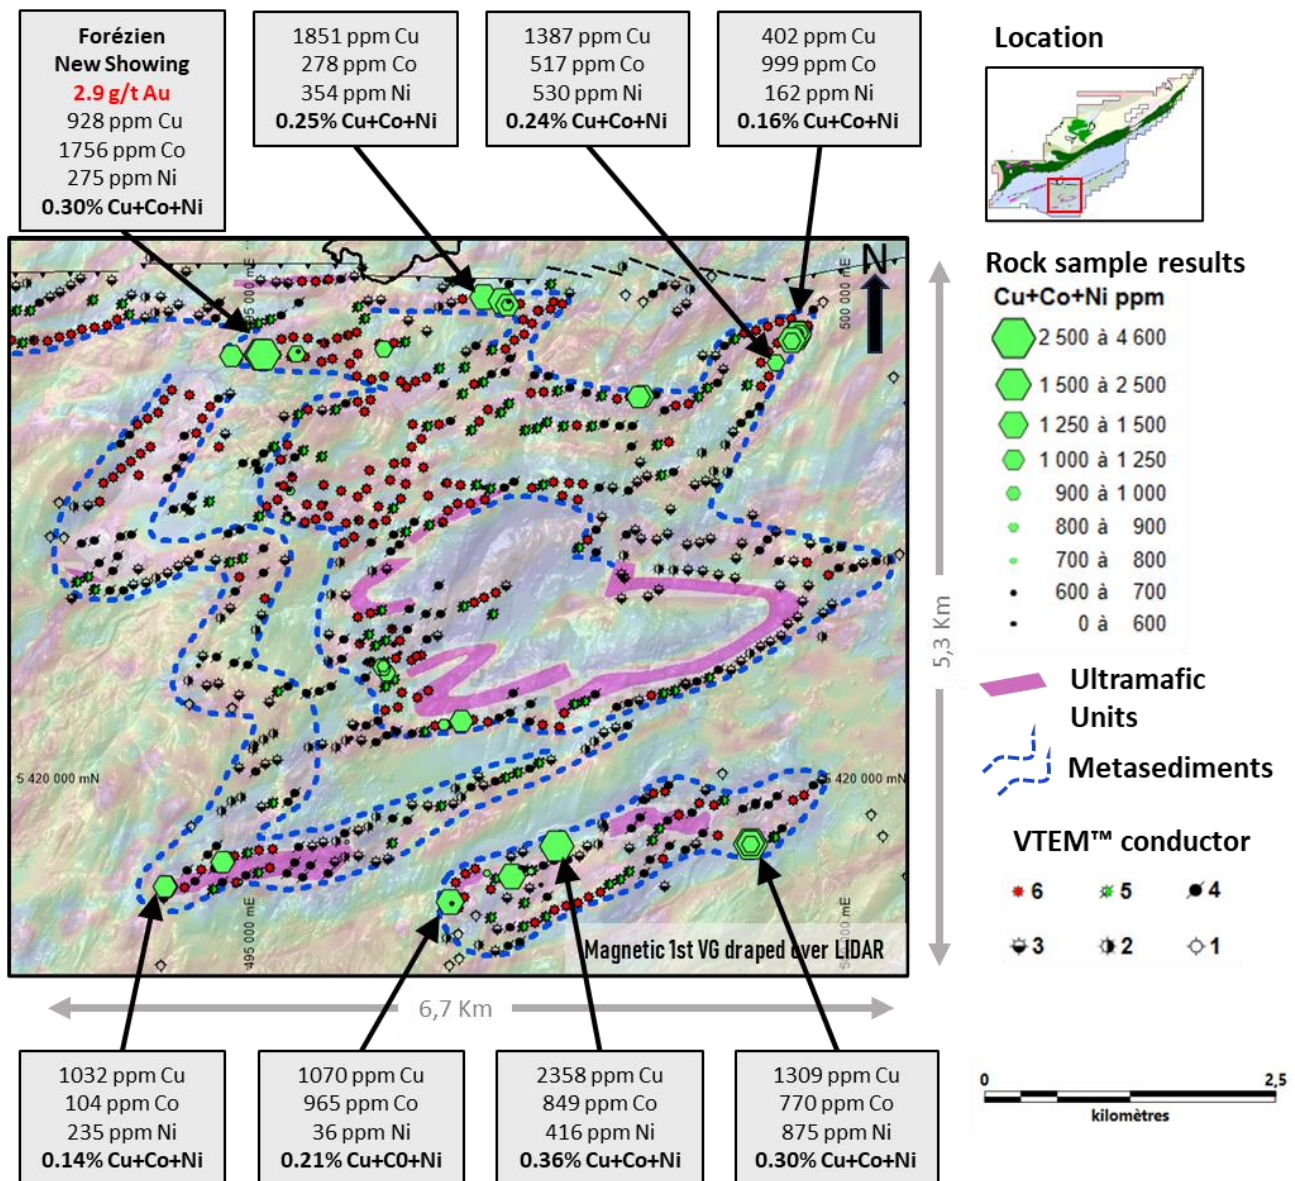 Forézien
New Showing
2.9 g/t Au
928 ppm Cu
1756 ppm Co
275 ppm Ni
0.30% Cu+Co+Ni
1851 ppm Cu
278 ppm Co
354 ppm Ni
0.25% Cu+Co+Ni
1387 ppm Cu
517 ppm Co
530 ppm Ni
0.24% Cu+Co+Ni
402 ppm Cu
999 ppm Co
162 ppm Ni
0.16% Cu+Co+Ni
Location
N
500 000 mE
5 420 000 mN
5 420 000 mN
Magnetic 1st VG draped over LIDAR
5,3 Km
6,7 Km
Rock sample results
Cu+Co+Ni ppm
2 500 à 4 600
1 500 à 2 500
1 250 à 1 500
1 000 à 1 250
900 à 1 000
800 à 900
700 à 800
600 à 700
0 à 600
Ultramafic
Units
Metasediments
VTEM™ conductor
6 5 4
3 2 1
0 2,5
kilomètres
1032 ppm Cu
104 ppm Co
235 ppm Ni
0.14% Cu+Co+Ni
1070 ppm Cu
965 ppm Co
36 ppm Ni
0.21% Cu+C0+Ni
2358 ppm Cu
849 ppm Co
416 ppm Ni
0.36% Cu+Co+Ni
1309 ppm Cu
770 ppm Co
875 ppm Ni
0.30% Cu+Co+Ni